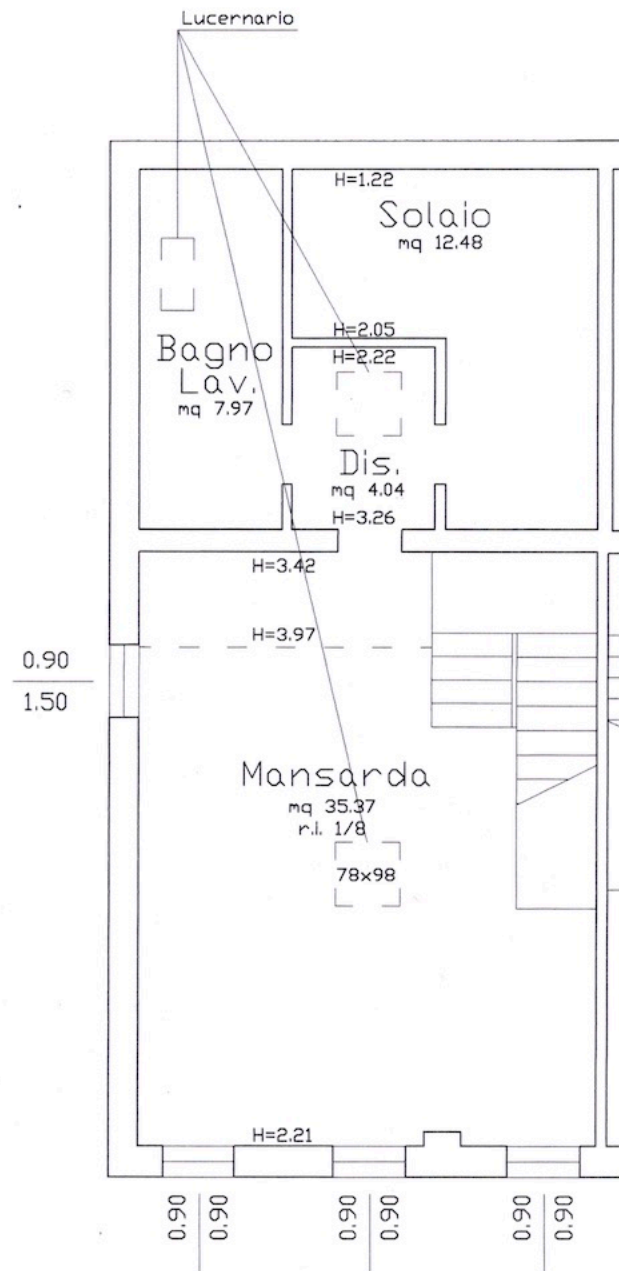 Lucernario
H=1.22
Solaio
mq 12.48
H=2.05
H=2.22
Bagno
Lav.
mq 7.97
Dis.
mq 4.04
H=3.26
H=3.42
H=3.97
0.90
1.50
Mansarda
mq 35.37
r.l. 1/8
78x98
H=2.21
0.90
0.90
0.90
0.90
0.90
0.90